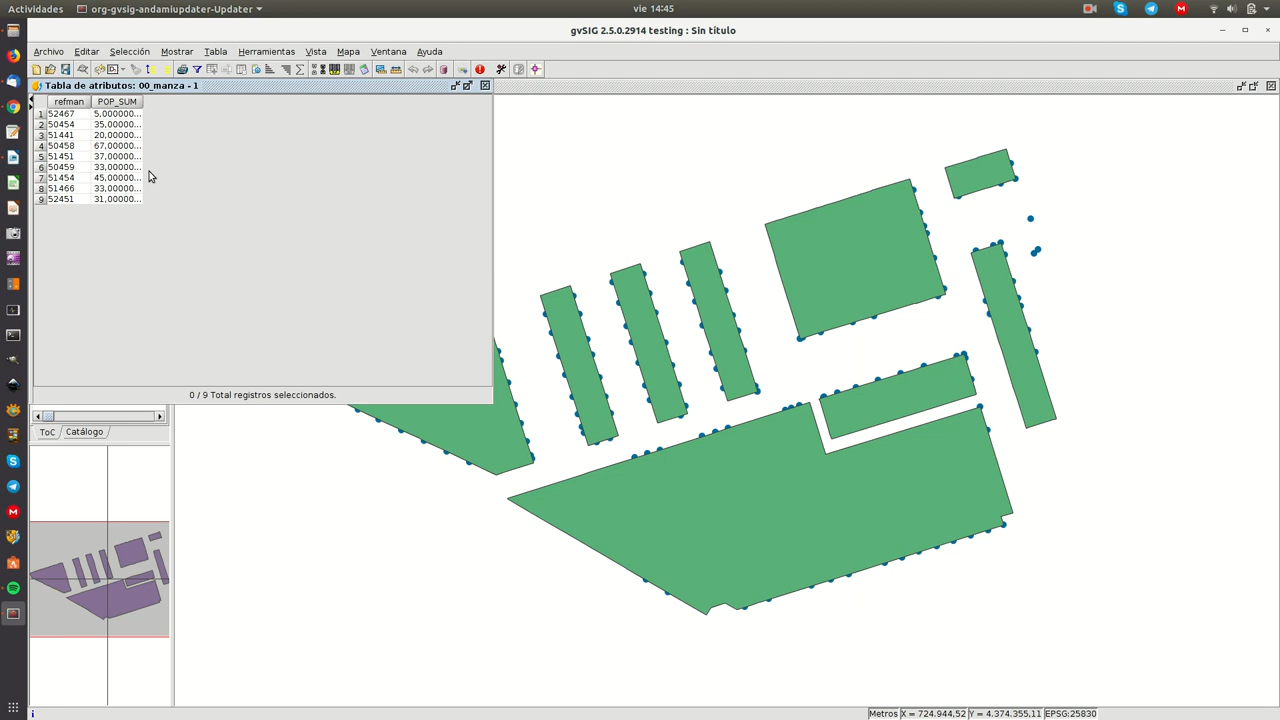 Actividades org-gvsig-andamiupdater-Updater vie 14:45
gvSIG 2.5.0.2914 testing : Sin título
Archivo Editar Selección Mostrar Tabla Herramientas Vista Mapa Ventana Ayuda
Tabla de atributos: 00_manza - 1
refman POP_SUM
1 52467 5,000000...
2 50454 35,00000...
3 51441 20,00000...
4 50458 67,00000...
5 51451 37,00000...
6 50459 33,00000...
7 51454 45,00000...
8 51466 33,00000...
9 52451 31,00000...
0 / 9 Total registros seleccionados.
ToC Catálogo
Metros X = 724.944,52 Y = 4.374.355,11 EPSG:25830